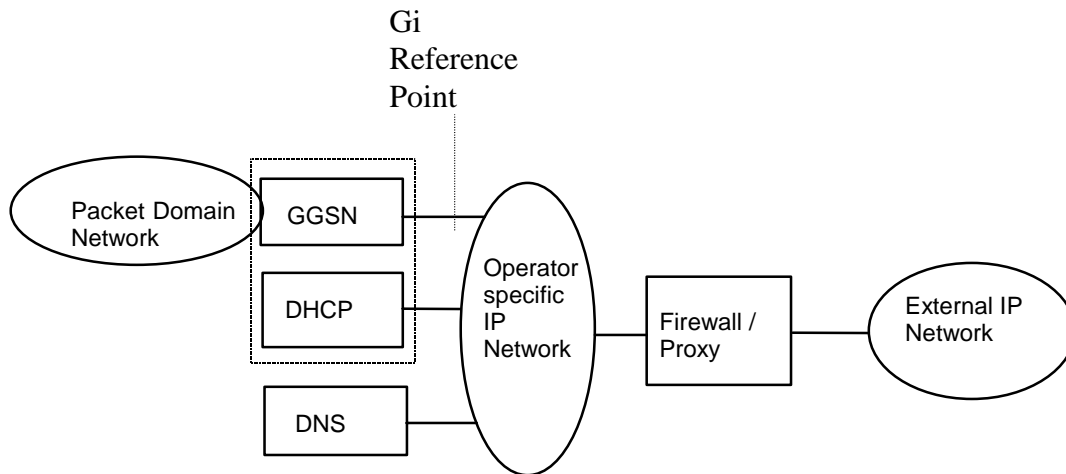 Gi
Reference
Point
Packet Domain
Network
GGSN
DHCP
DNS
Operator
specific
IP
Network
Firewall /
Proxy
External IP
Network